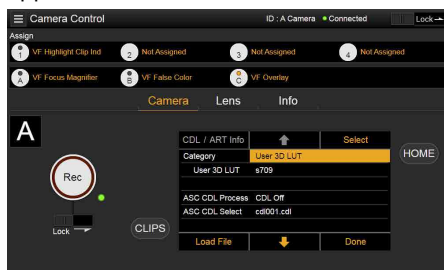 Camera Control
ID : A Camera
Connected
Lock
Assign
1 VF Highlight Clip Ind
2 Not Assigned
3 Not Assigned
4 Not Assigned
A VF Focus Magnifier
B VF False Color
C VF Overlay
Camera Lens Info
A
CDL / ART Info Select
Category User 3D LUT
User 3D LUT s709
ASC CDL Process CDL Off
ASC CDL Select cdl001.cdl
Load File Done
HOME
Rec
Lock
CLIPS